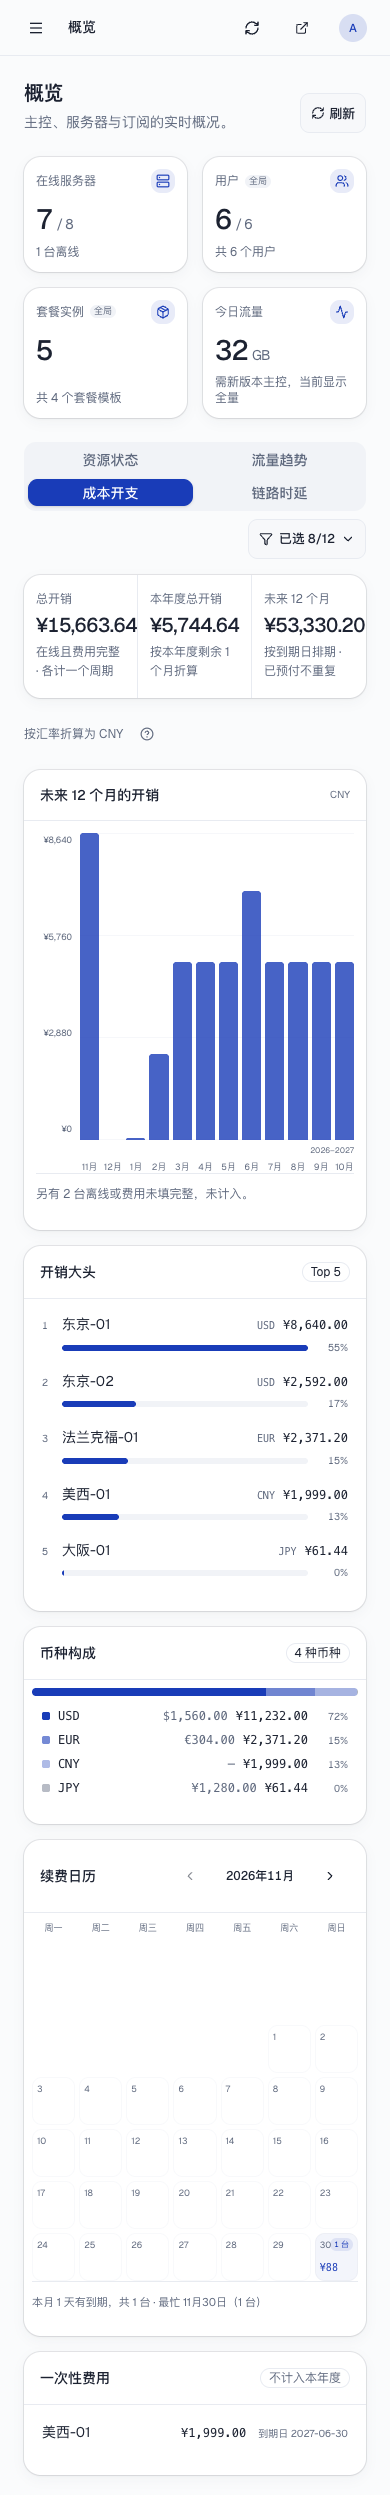 概览
A
概览
主控、服务器与订阅的实时概况。
刷新
在线服务器
7 / 8
1 台离线
用户 全局
6 / 6
共 6 个用户
套餐实例 全局
5
共 4 个套餐模板
今日流量
32 GB
需新版本主控，当前显示
全量
资源状态
流量趋势
成本开支
链路时延
已选 8/12
总开销
¥15,663.64
在线且费用完整
· 各计一个周期
本年度总开销
¥5,744.64
按本年度剩余 1
个月折算
未来 12 个月
¥53,330.20
按到期日排期 ·
已预付不重复
按汇率折算为 CNY
未来 12 个月的开销
CNY
¥8,640
¥5,760
¥2,880
¥0
2026–2027
11月 12月 1月 2月 3月 4月 5月 6月 7月 8月 9月 10月
另有 2 台离线或费用未填完整，未计入。
开销大头
Top 5
1 东京-01 USD ¥8,640.00
55%
2 东京-02 USD ¥2,592.00
17%
3 法兰克福-01 EUR ¥2,371.20
15%
4 美西-01 CNY ¥1,999.00
13%
5 大阪-01 JPY ¥61.44
0%
币种构成
4 种币种
USD $1,560.00 ¥11,232.00 72%
EUR €304.00 ¥2,371.20 15%
CNY — ¥1,999.00 13%
JPY ¥1,280.00 ¥61.44 0%
续费日历
2026年11月
周一 周二 周三 周四 周五 周六 周日
1 2
3 4 5 6 7 8 9
10 11 12 13 14 15 16
17 18 19 20 21 22 23
24 25 26 27 28 29 30 1 台
¥88
本月 1 天有到期，共 1 台 · 最忙 11月30日（1 台）
一次性费用
不计入本年度
美西-01 ¥1,999.00 到期日 2027-06-30